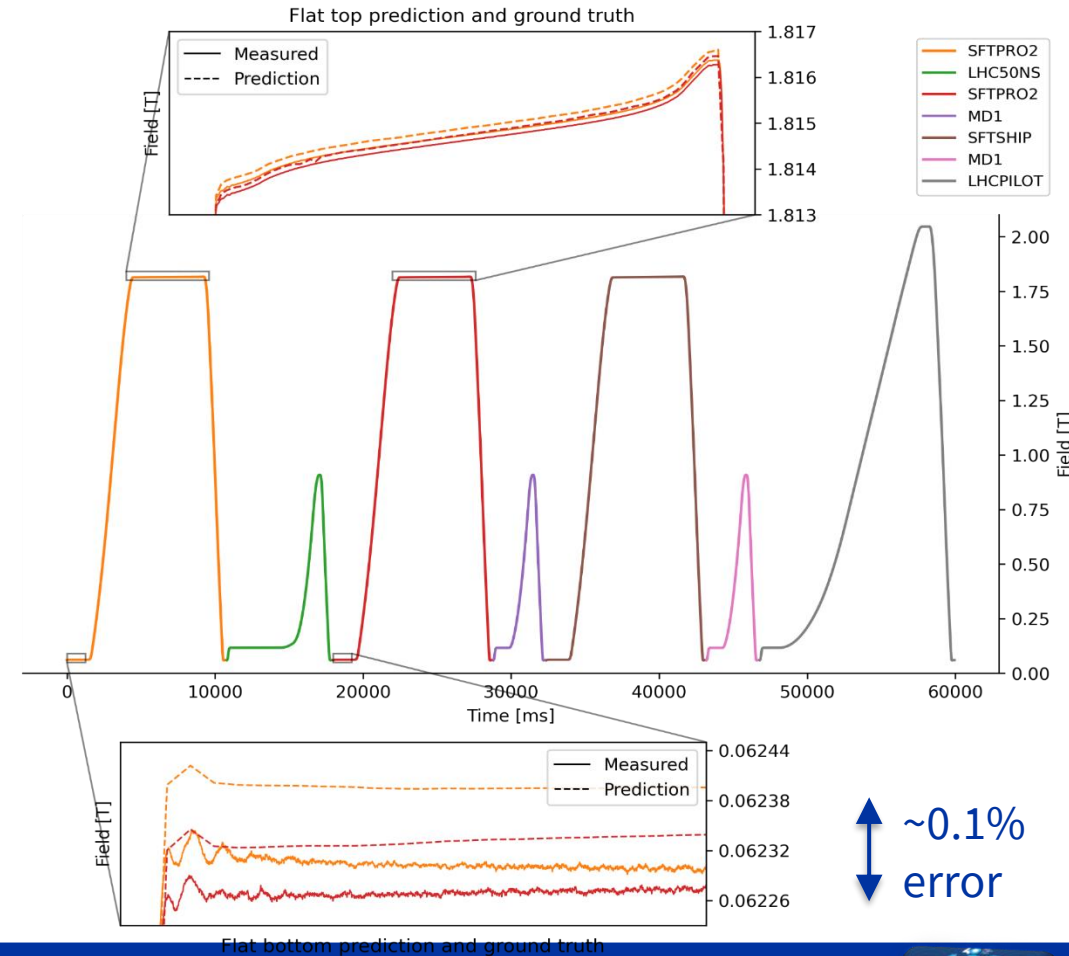 Flat top prediction and ground truth
Measured
Prediction
Field [T]
1.817
1.816
1.815
1.814
1.813
SFTPRO2
LHC50NS
SFTPRO2
MD1
SFTSHIP
MD1
LHCPILOT
2.00
1.75
1.50
1.25
1.00
0.75
0.50
0.25
0.00
Field [T]
0 10000 20000 30000 40000 50000 60000
Time [ms]
Measured
Prediction
Field [T]
0.06244
0.06238
0.06232
0.06226
~0.1%
error
Flat bottom prediction and ground truth